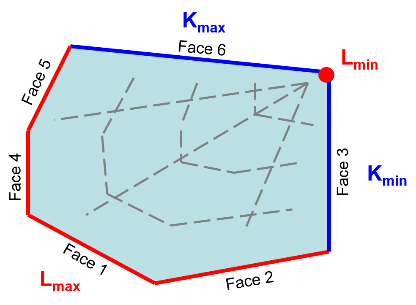 Kmax
Face 6
Lmin
Face 5
Face 4
Face 3
Kmin
Face 1
Lmax
Face 2